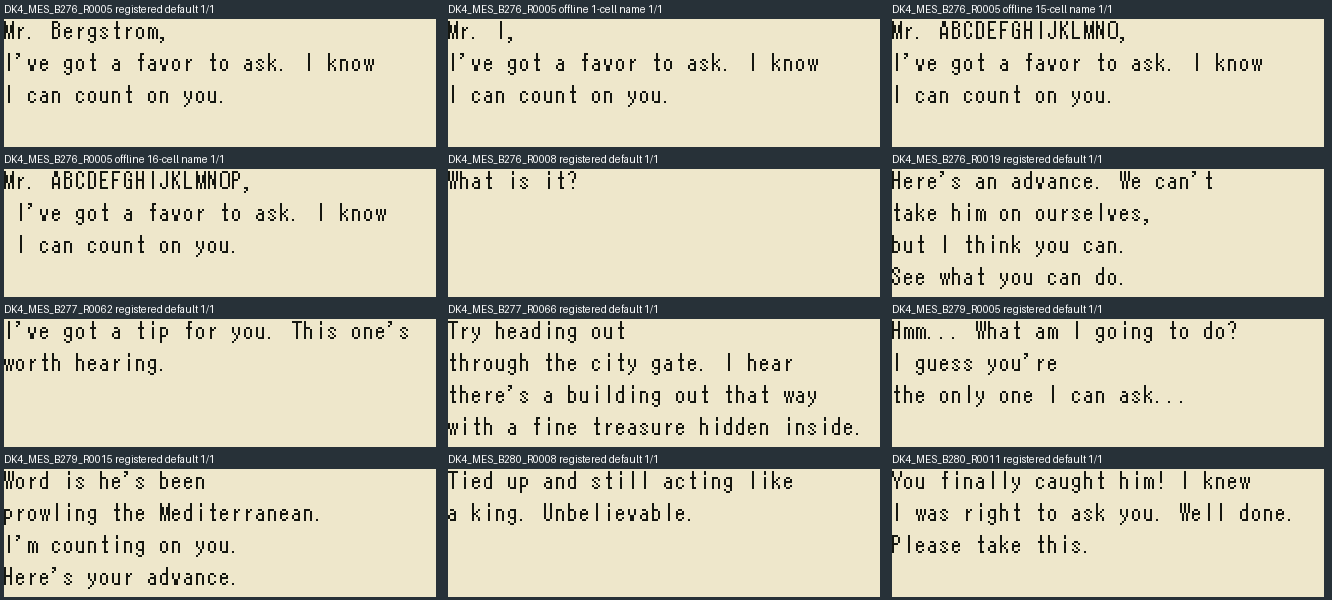 DK4_MES_B276_R0005 registered default 1/1
Mr. Bergstrom,
I've got a favor to ask. I know
I can count on you.
DK4_MES_B276_R0005 offline 1-cell name 1/1
Mr. I,
I've got a favor to ask. I know
I can count on you.
DK4_MES_B276_R0005 offline 15-cell name 1/1
Mr. ABCDEFGHIJKLMNO,
I've got a favor to ask. I know
I can count on you.
DK4_MES_B276_R0005 offline 16-cell name 1/1
Mr. ABCDEFGHIJKLMNOP,
I've got a favor to ask. I know
I can count on you.
DK4_MES_B276_R0008 registered default 1/1
What is it?
DK4_MES_B276_R0019 registered default 1/1
Here's an advance. We can't
take him on ourselves,
but I think you can.
See what you can do.
DK4_MES_B277_R0062 registered default 1/1
I've got a tip for you. This one's
worth hearing.
DK4_MES_B277_R0066 registered default 1/1
Try heading out
through the city gate. I hear
there's a building out that way
with a fine treasure hidden inside.
DK4_MES_B279_R0005 registered default 1/1
Hmm... What am I going to do?
I guess you're
the only one I can ask...
DK4_MES_B279_R0015 registered default 1/1
Word is he's been
prowling the Mediterranean.
I'm counting on you.
Here's your advance.
DK4_MES_B280_R0008 registered default 1/1
Tied up and still acting like
a king. Unbelievable.
DK4_MES_B280_R0011 registered default 1/1
You finally caught him! I knew
I was right to ask you. Well done.
Please take this.